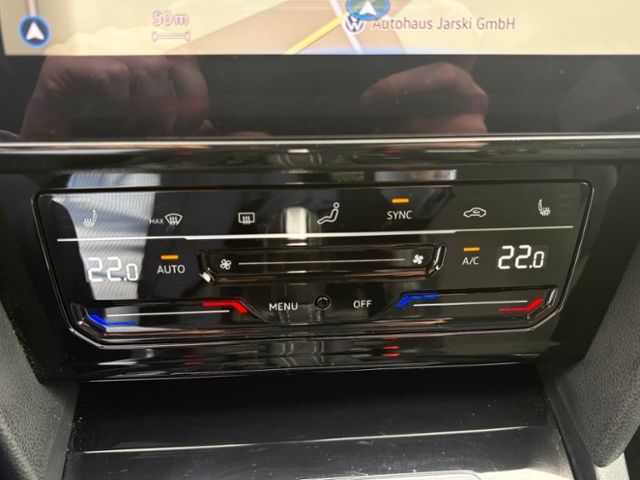 50m
Autohaus Jarski GmbH
MAX
SYNC
22.0
AUTO
A/C
22.0
MENU
OFF